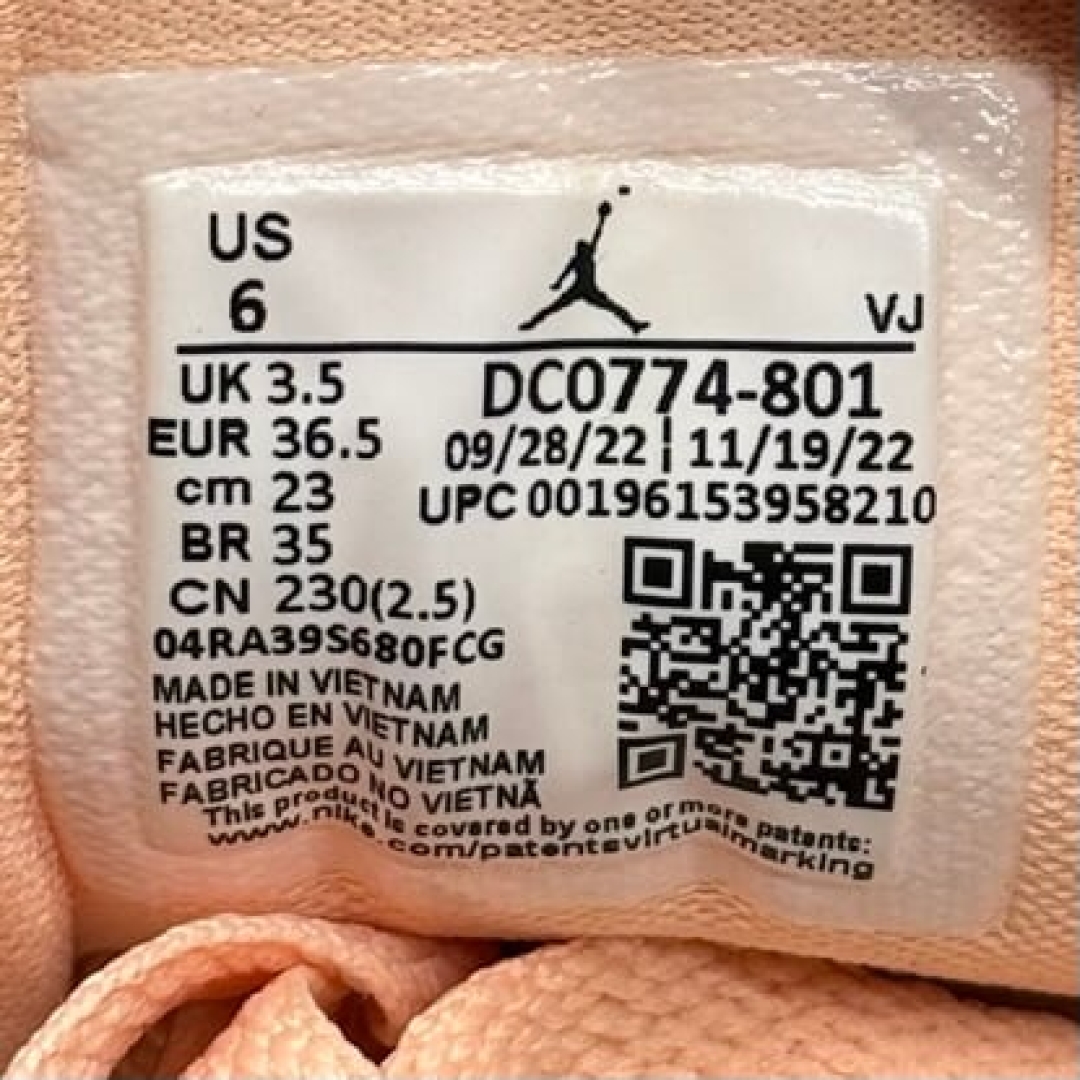 US
6
VJ
UK 3.5
DC0774-801
EUR 36.5
09/28/22 | 11/19/22
cm 23
UPC 00196153958210
BR 35
CN 230(2.5)
04RA39S680FCG
MADE IN VIETNAM
HECHO EN VIETNAM
FABRIQUE AU VIETNAM
FABRICADO NO VIETNÃ
This product is covered by one or more patents:
www.nike.com/patentsvirtualmarking